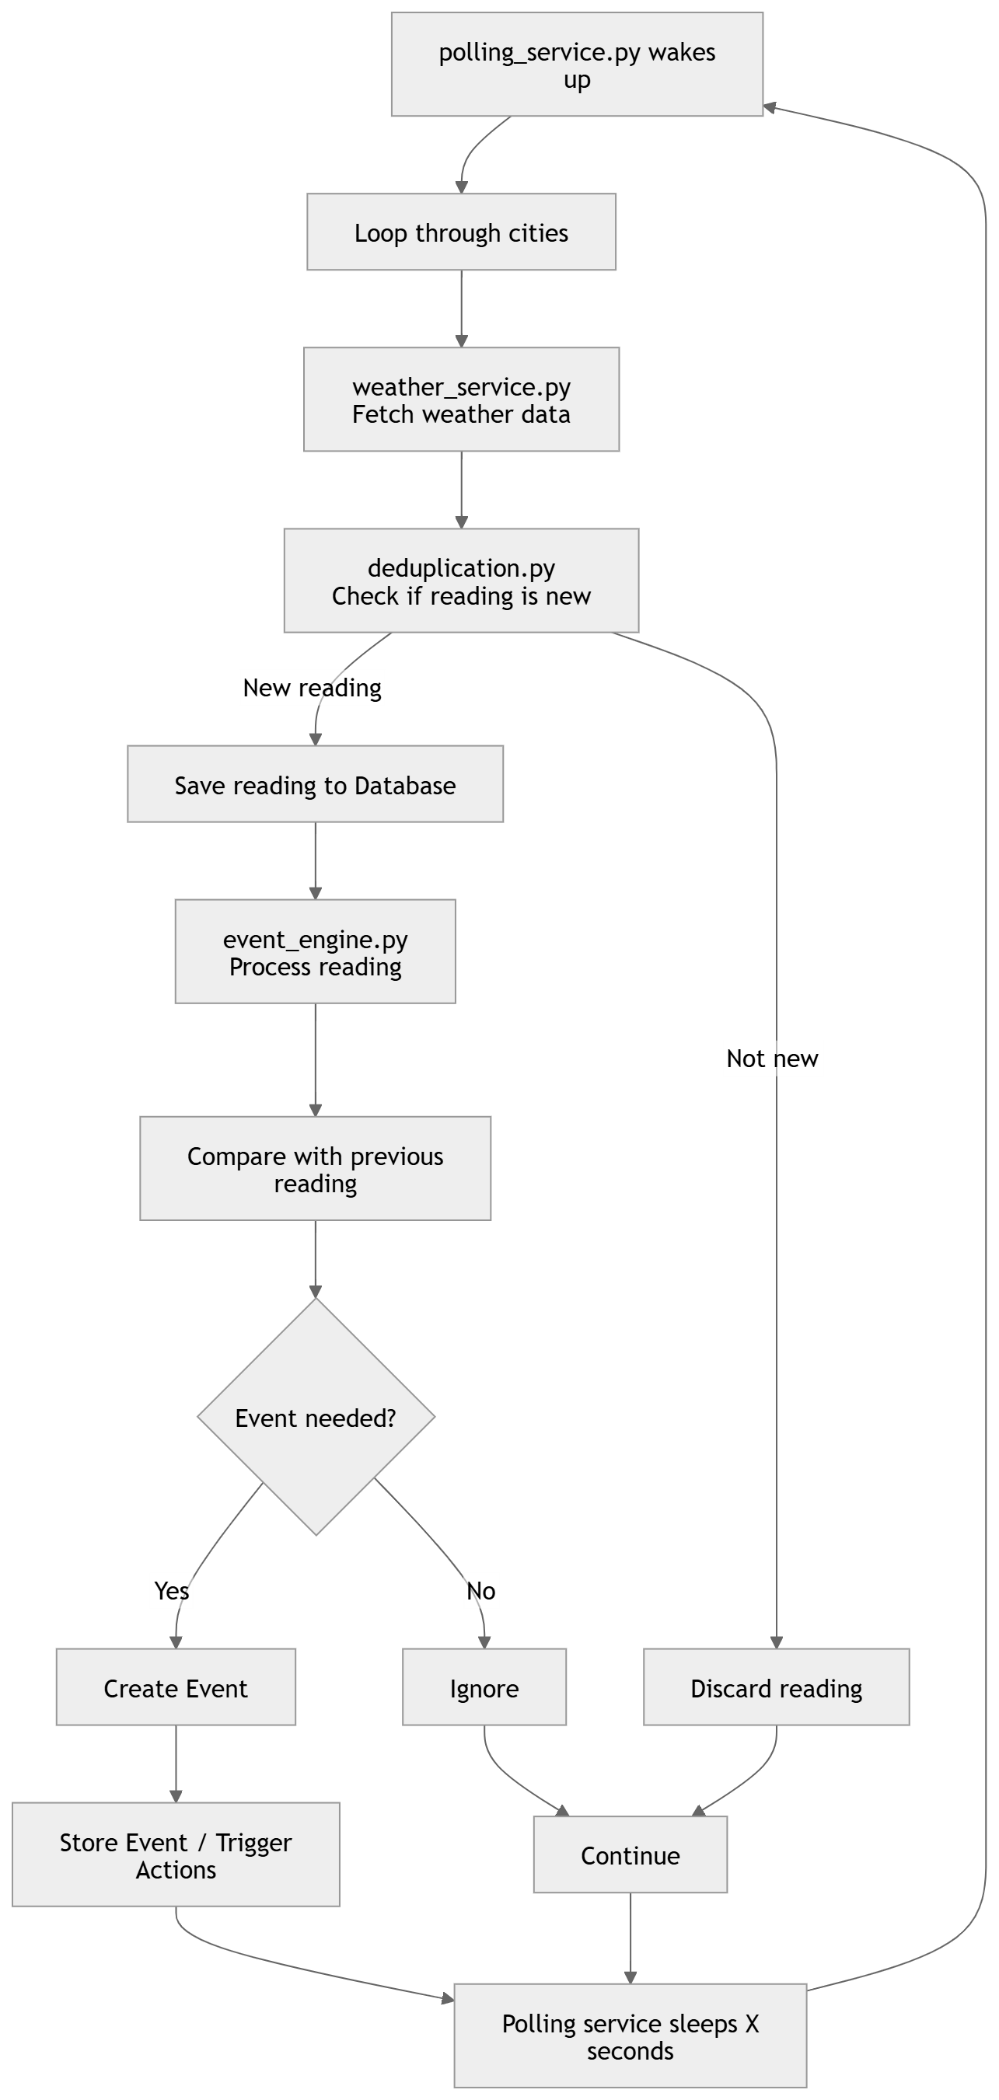 polling_service.py wakes
up
Loop through cities
weather_service.py
Fetch weather data
deduplication.py
Check if reading is new
New reading
Save reading to Database
event_engine.py
Process reading
Not new
Compare with previous
reading
Event needed?
Yes
No
Create Event
Ignore
Discard reading
Store Event / Trigger
Actions
Continue
Polling service sleeps X
seconds